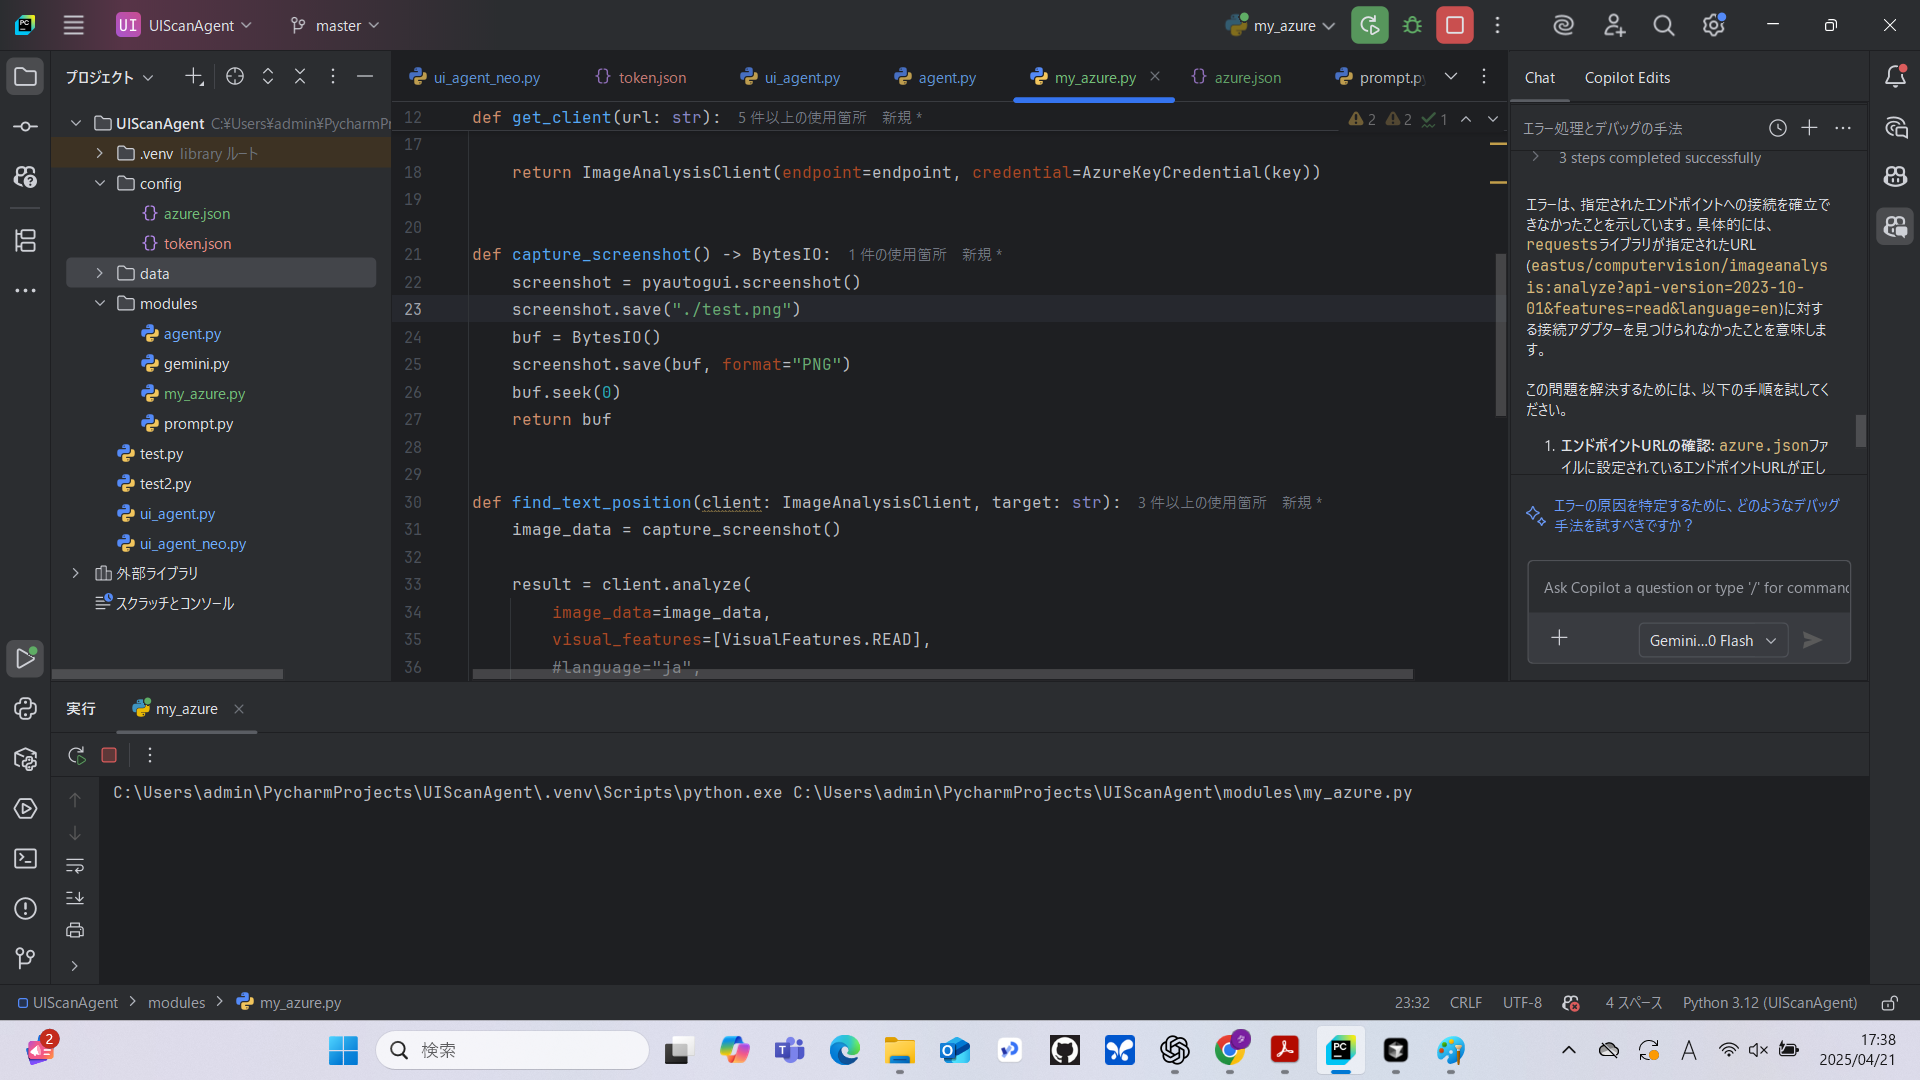 UI UIScanAgent master my_azure
プロジェクト
ui_agent_neo.py token.json ui_agent.py agent.py my_azure.py azure.json prompt.py
Chat Copilot Edits
UIScanAgent C:¥Users¥admin¥PycharmPr
.venv library ルート
config
azure.json
token.json
data
modules
agent.py
gemini.py
my_azure.py
prompt.py
test.py
test2.py
ui_agent.py
ui_agent_neo.py
外部ライブラリ
スクラッチとコンソール
12 def get_client(url: str): 5 件以上の使用箇所 新規 *
2 2 1
17
18 return ImageAnalysisClient(endpoint=endpoint, credential=AzureKeyCredential(key))
19
20
21 def capture_screenshot() -> BytesIO: 1 件の使用箇所 新規 *
22 screenshot = pyautogui.screenshot()
23 screenshot.save("./test.png")
24 buf = BytesIO()
25 screenshot.save(buf, format="PNG")
26 buf.seek(0)
27 return buf
28
29
30 def find_text_position(client: ImageAnalysisClient, target: str): 3 件以上の使用箇所 新規 *
31 image_data = capture_screenshot()
32
33 result = client.analyze(
34 image_data=image_data,
35 visual_features=[VisualFeatures.READ],
36 #language="ja",
エラー処理とデバッグの手法
3 steps completed successfully
エラーは、指定されたエンドポイントへの接続を確立で
きなかったことを示しています。具体的には、
requestsライブラリが指定されたURL
(eastus/computervision/imageanalys
is:analyze?api-version=2023-10-
01&features=read&language=en)に対す
る接続アダプターを見つけられなかったことを意味しま
す。
この問題を解決するためには、以下の手順を試してく
ださい。
1. エンドポイントURLの確認: azure.jsonファ
イルに設定されているエンドポイントURLが正し
エラーの原因を特定するために、どのようなデバッグ
手法を試すべきですか？
Ask Copilot a question or type '/' for command
Gemini...0 Flash
実行 my_azure
C:\Users\admin\PycharmProjects\UIScanAgent\.venv\Scripts\python.exe C:\Users\admin\PycharmProjects\UIScanAgent\modules\my_azure.py
UIScanAgent modules my_azure.py
23:32 CRLF UTF-8 4 スペース Python 3.12 (UIScanAgent)
2
検索
A
17:38
2025/04/21